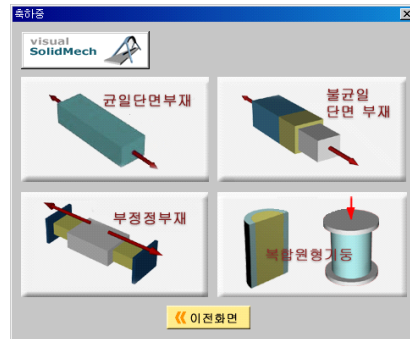 축하중
visual
SolidMech
균일단면부재
불균일
단면 부재
부정정부재
복합원형기둥
이전화면